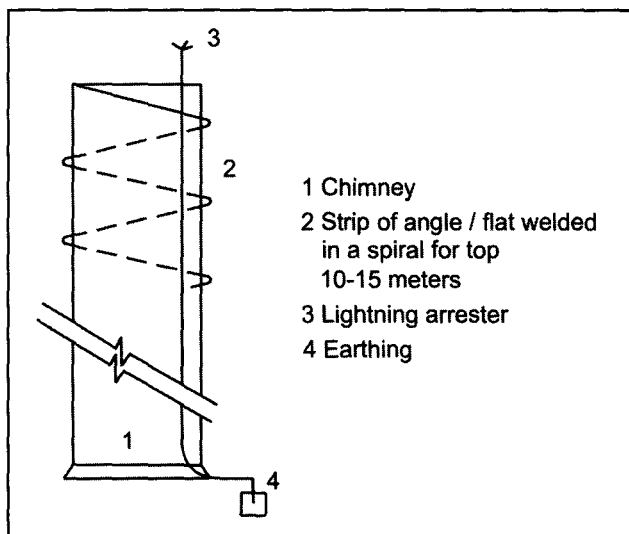 3
2
1 Chimney
2 Strip of angle / flat welded
in a spiral for top
10-15 meters
3 Lightning arrester
4 Earthing
1
4